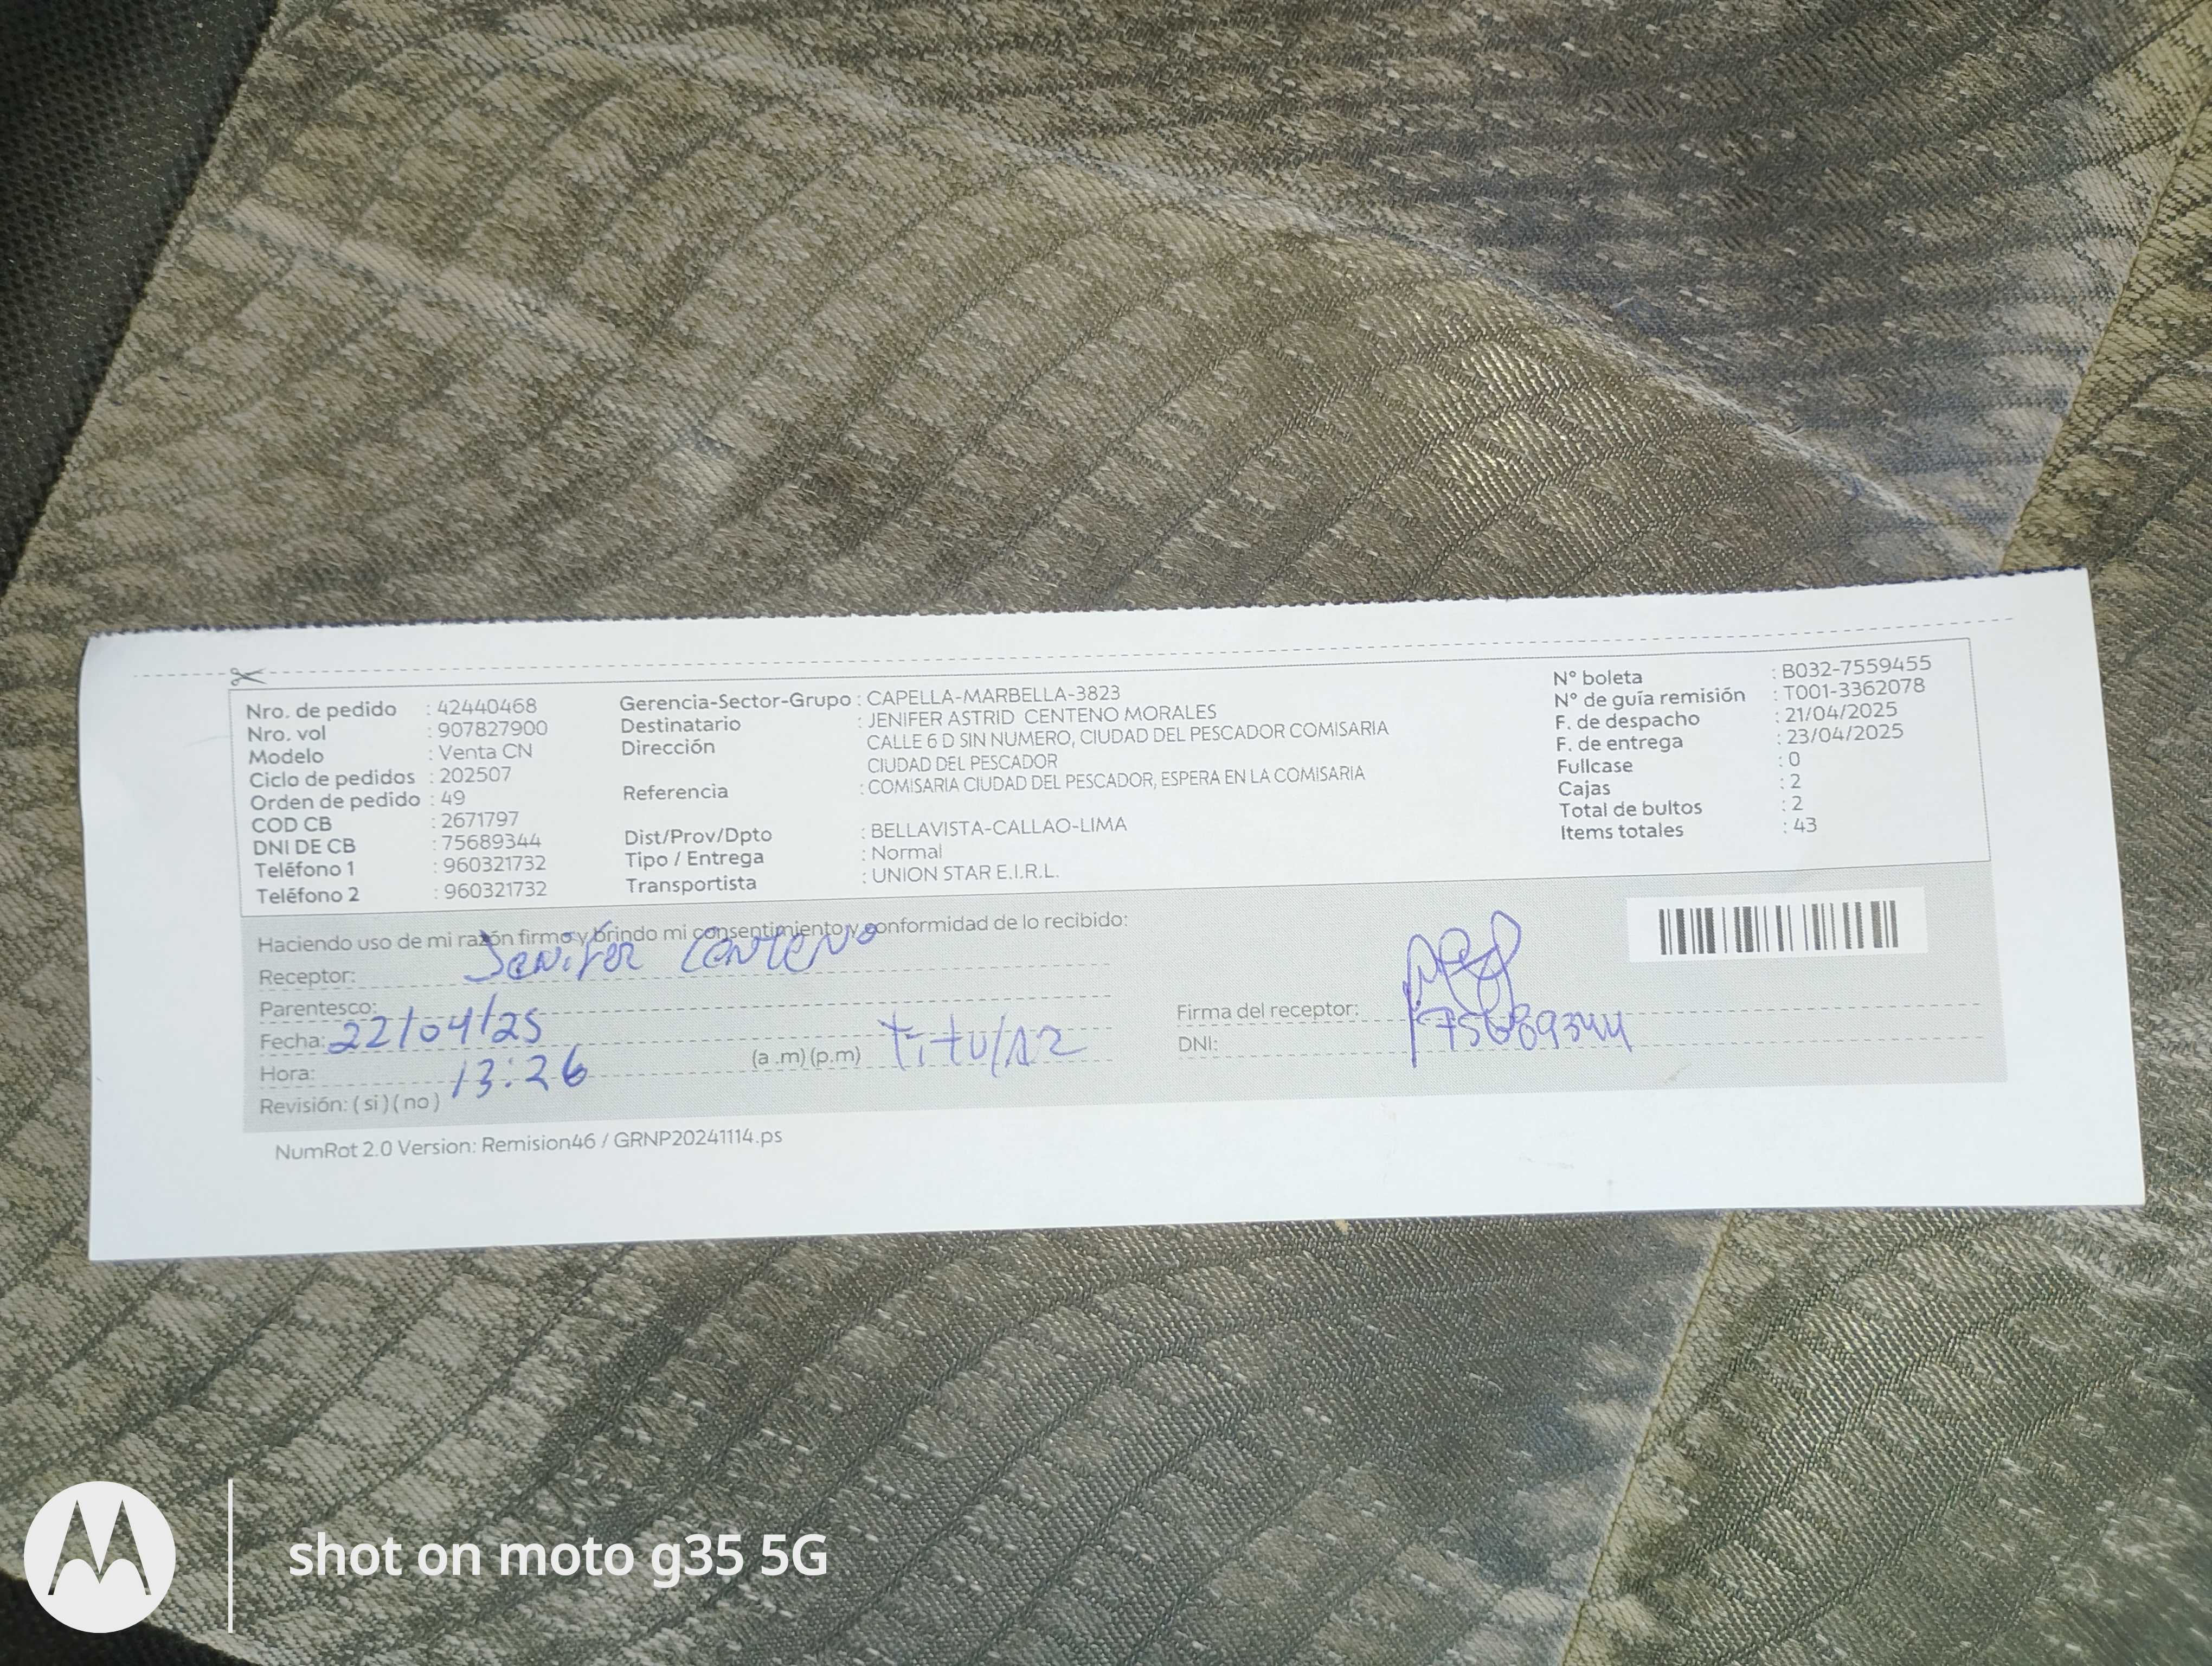 Nro. de pedido : 42440468
Nro. vol : 907827900
Modelo : Venta CN
Ciclo de pedidos : 202507
Orden de pedido : 49
COD CB : 2671797
DNI DE CB : 75689344
Teléfono 1 : 960321732
Teléfono 2 : 960321732
Gerencia-Sector-Grupo : CAPELLA-MARBELLA-3823
Destinatario : JENIFER ASTRID CENTENO MORALES
Dirección CALLE 6 D SIN NUMERO, CIUDAD DEL PESCADOR COMISARIA
CIUDAD DEL PESCADOR
Referencia : COMISARIA CIUDAD DEL PESCADOR, ESPERA EN LA COMISARIA
Dist/Prov/Dpto : BELLAVISTA-CALLAO-LIMA
Tipo / Entrega : Normal
Transportista : UNION STAR E.I.R.L.
N° boleta : B032-7559455
N° de guía remisión : T001-3362078
F. de despacho : 21/04/2025
F. de entrega : 23/04/2025
Fullcase : 0
Cajas : 2
Total de bultos : 2
Items totales : 43
Haciendo uso de mi razón firmo y brindo mi consentimiento y conformidad de lo recibido:
Receptor: Jenifer Centeno
Parentesco:
Fecha: 22/04/25
Hora: 13:26 (a .m) (p.m) titular
Revisión: ( si ) ( no )
Firma del receptor:
DNI: 75689344
NumRot 2.0 Version: Remision46 / GRNP20241114.ps
shot on moto g35 5G